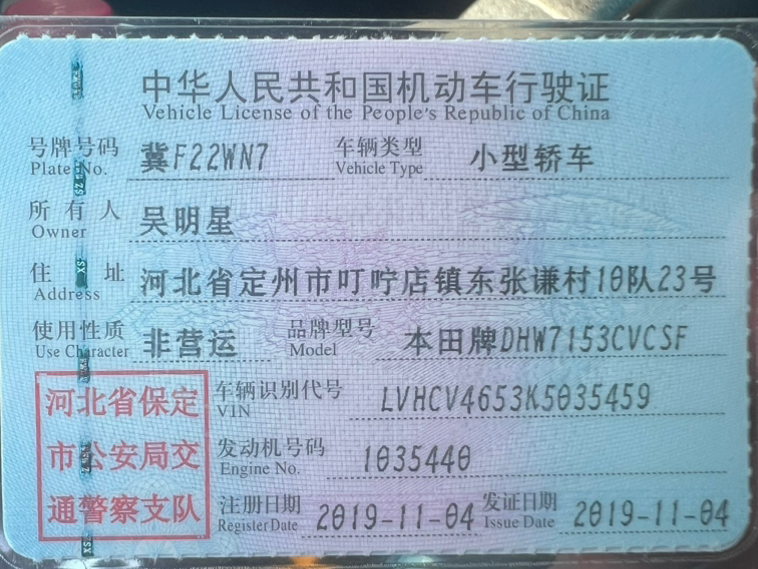 中华人民共和国机动车行驶证
Vehicle License of the People's Republic of China
号牌号码 冀F22WN7 车辆类型 小型轿车
Plate No. Vehicle Type
所有人 吴明星
Owner
住址 河北省定州市叮咛店镇东张谦村10队23号
Address
使用性质 非营运 品牌型号 本田牌DHW7153CVCSF
Use Character Model
河北省保定 车辆识别代号 LVHCV4653K5035459
VIN
市公安局交 发动机号码 1035440
Engine No.
通警察支队 注册日期 2019-11-04 发证日期 2019-11-04
Register Date Issue Date